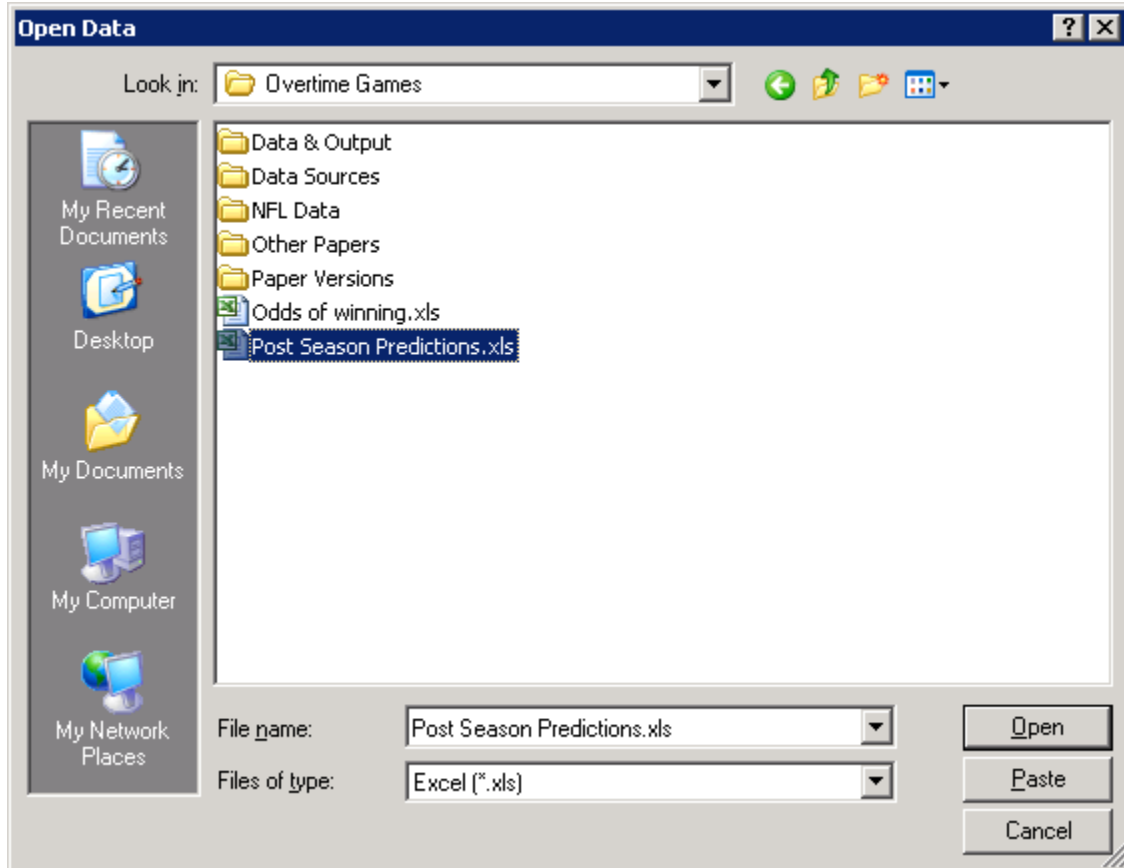 Open Data
Look in:
Overtime Games
My Recent
Documents
Desktop
My Documents
My Computer
My Network
Places
Data & Output
Data Sources
NFL Data
Other Papers
Paper Versions
Odds of winning.xls
Post Season Predictions.xls
File name:
Post Season Predictions.xls
Open
Files of type:
Excel (*.xls)
Paste
Cancel